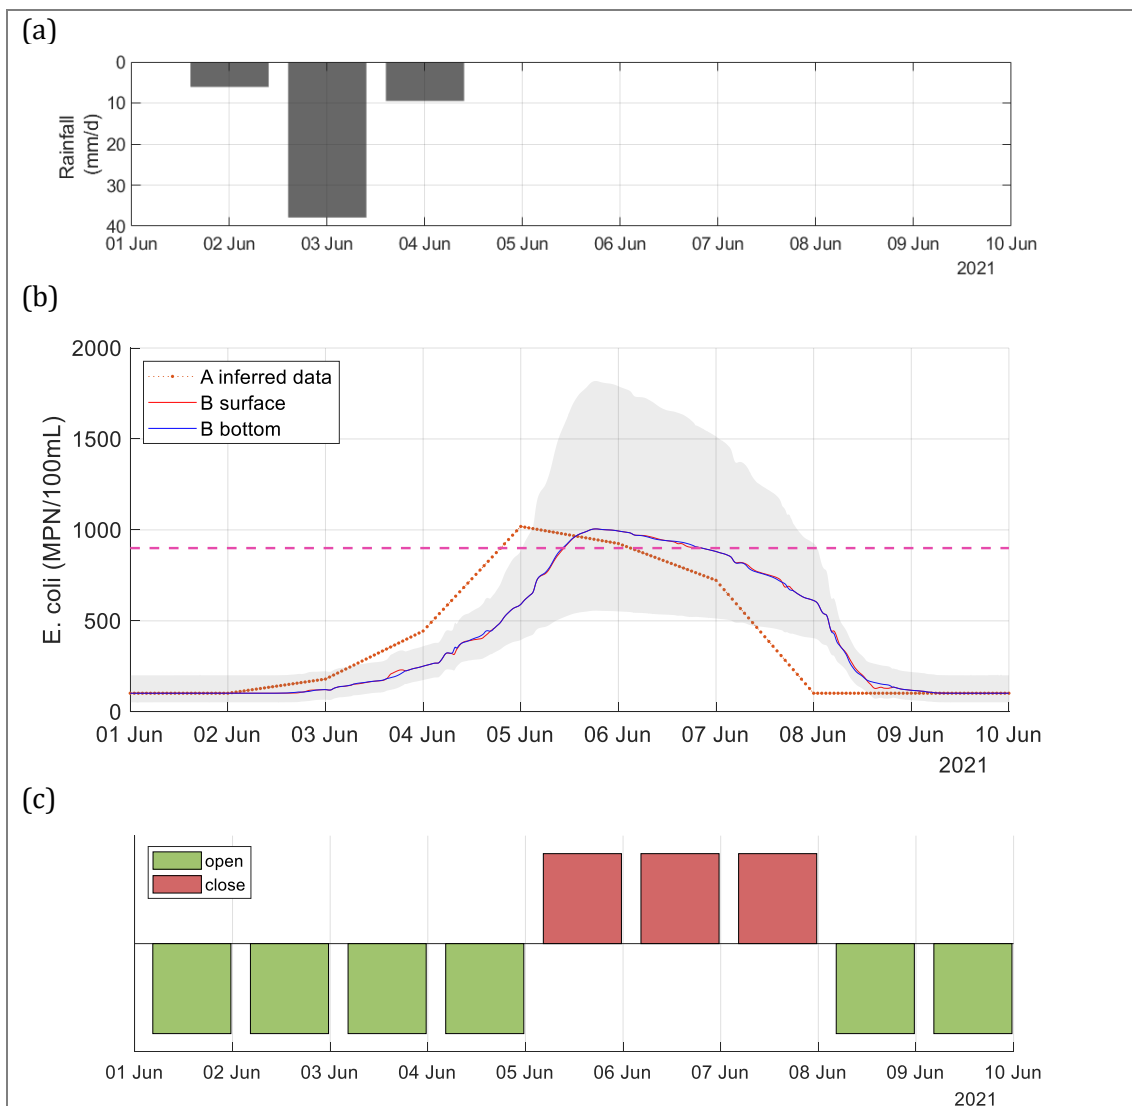 (a)
0
10
20
30
40
Rainfall
(mm/d)
01 Jun 02 Jun 03 Jun 04 Jun 05 Jun 06 Jun 07 Jun 08 Jun 09 Jun 10 Jun
2021
(b)
2000
1500
1000
500
0
E. coli (MPN/100mL)
A inferred data
B surface
B bottom
01 Jun 02 Jun 03 Jun 04 Jun 05 Jun 06 Jun 07 Jun 08 Jun 09 Jun 10 Jun
2021
(c)
open
close
01 Jun 02 Jun 03 Jun 04 Jun 05 Jun 06 Jun 07 Jun 08 Jun 09 Jun 10 Jun
2021